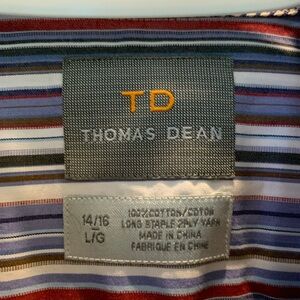 TD
THOMAS DEAN
14/16
L/G
100% COTTON/COTON
LONG STAPLE 2PLY YARN
MADE IN CHINA
FABRIQUE EN CHINE